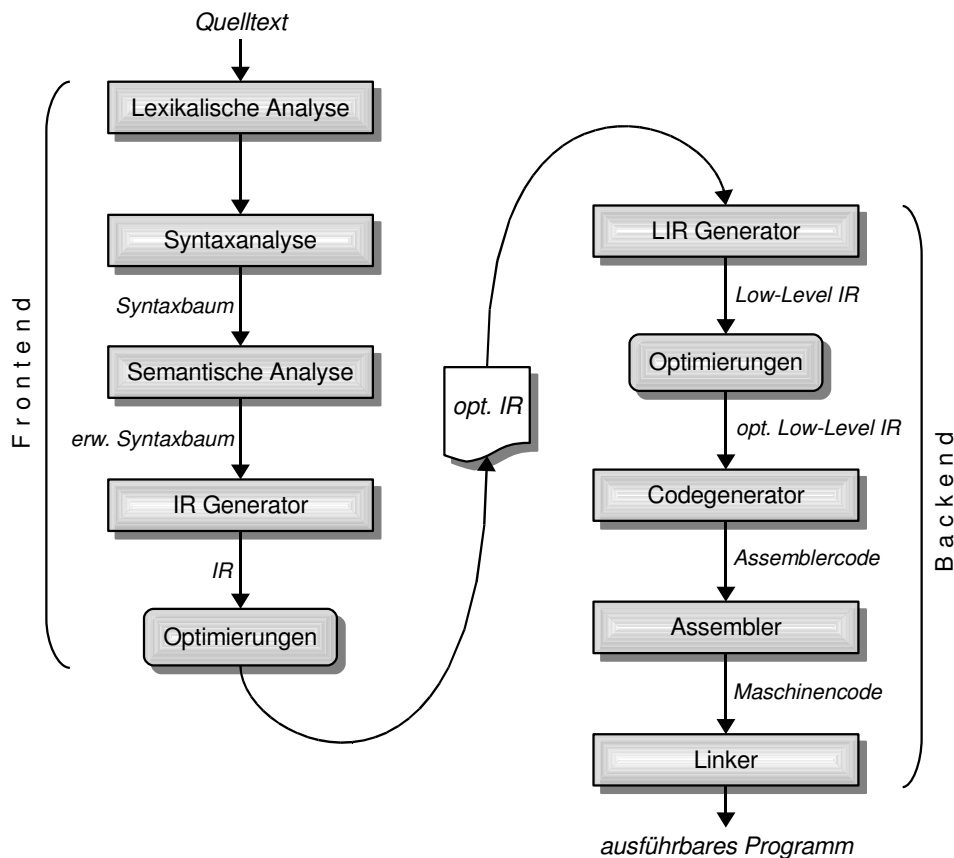 Quelltext
Lexikalische Analyse
Syntaxanalyse
Syntaxbaum
Semantische Analyse
erw. Syntaxbaum
IR Generator
IR
Optimierungen
Frontend
opt. IR
LIR Generator
Low-Level IR
Optimierungen
opt. Low-Level IR
Codegenerator
Assemblercode
Assembler
Maschinencode
Linker
ausführbares Programm
Backend